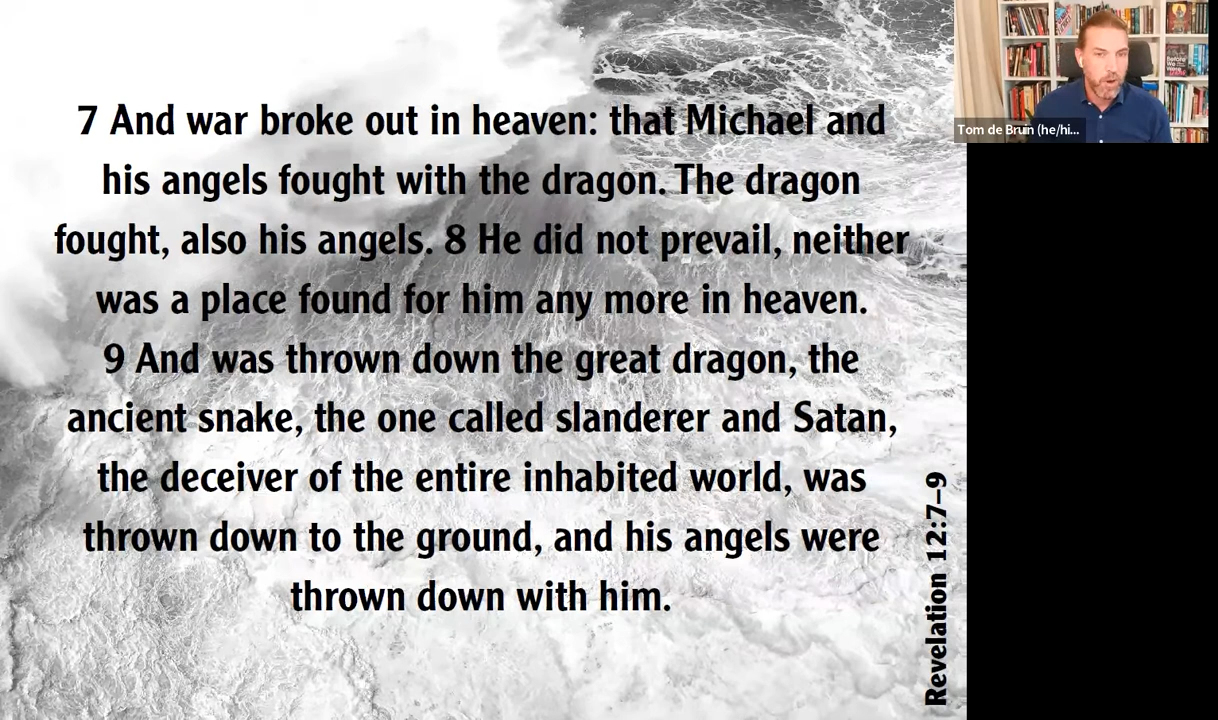 7 And war broke out in heaven: that Michael and
his angels fought with the dragon. The dragon
fought, also his angels. 8 He did not prevail, neither
was a place found for him any more in heaven.
9 And was thrown down the great dragon, the
ancient snake, the one called slanderer and Satan,
the deceiver of the entire inhabited world, was
thrown down to the ground, and his angels were
thrown down with him.
Revelation 12:7–9
Tom de Bruin (he/hi...